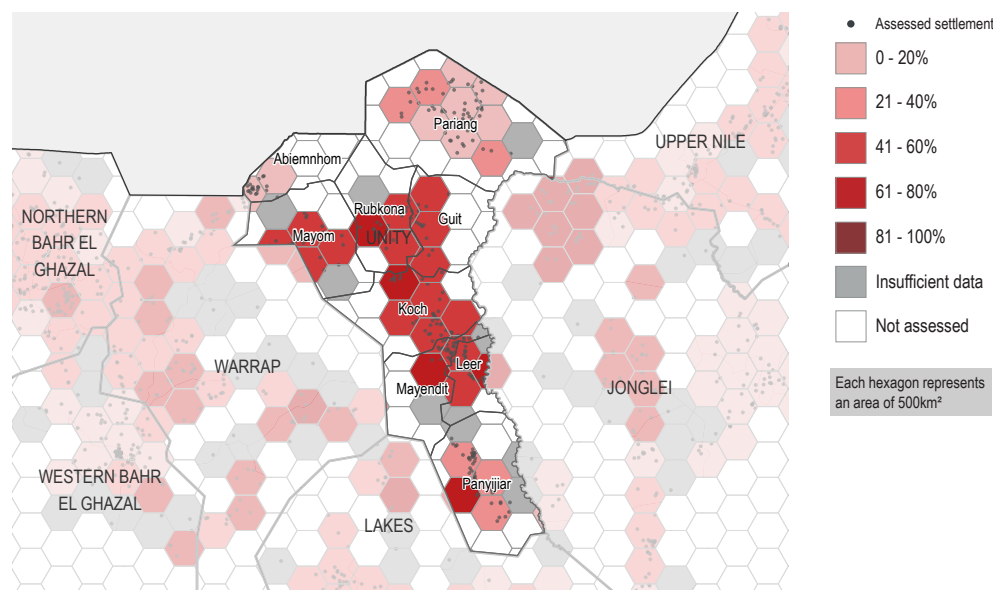 Assessed settlement
0 - 20%
21 - 40%
41 - 60%
61 - 80%
81 - 100%
Insufficient data
Not assessed
Each hexagon represents
an area of 500km²
Pariang
UPPER NILE
Abiemnhom
NORTHERN
BAHR EL
GHAZAL
Rubkona
Guit
Mayom
UNITY
Koch
WARRAP
Leer
Mayendit
JONGLEI
WESTERN BAHR
EL GHAZAL
Panyijiar
LAKES